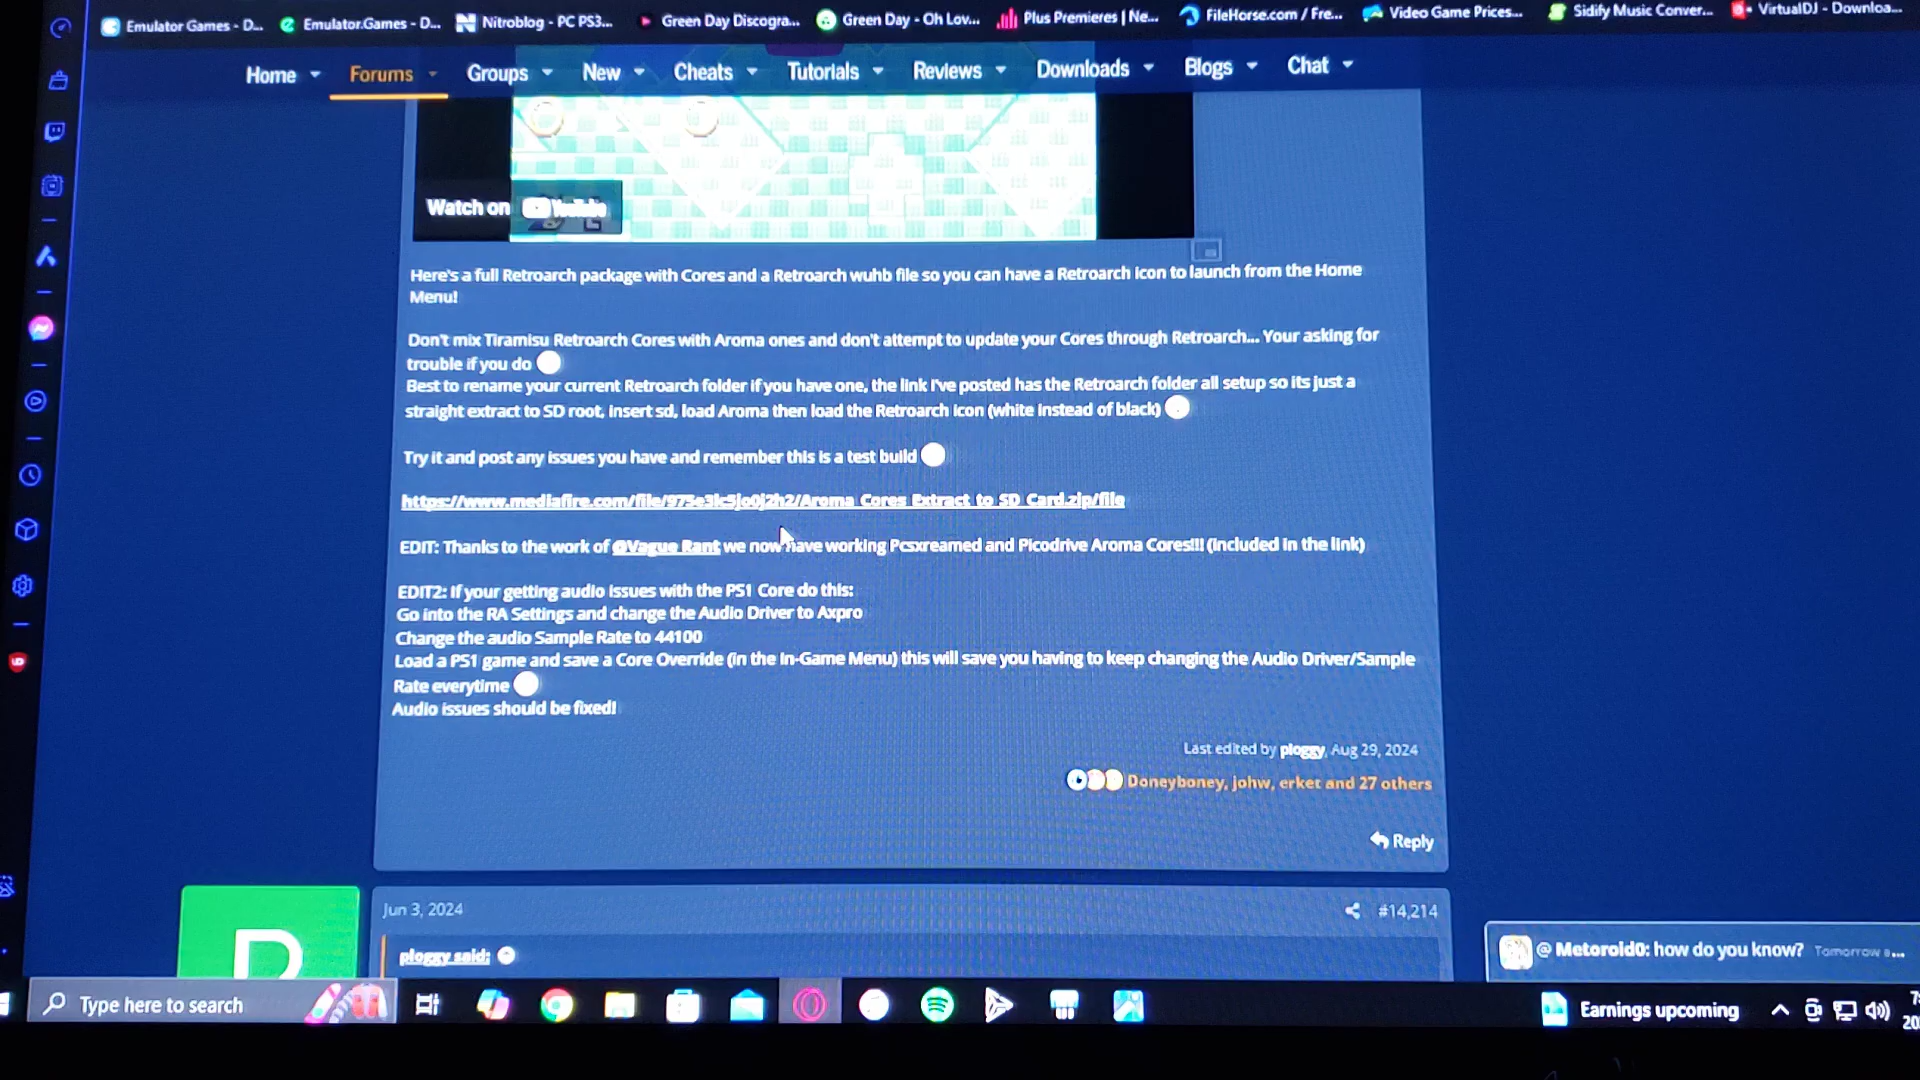 Emulator Games - D...
Emulator.Games - D...
Nitroblog - PC PS3...
Green Day Discogra...
Green Day - Oh Lov...
Plus Premieres | Ne...
FileHorse.com / Fre...
Video Game Prices...
Sidify Music Conver...
VirtualDJ - Downloa...
Home
Forums
Groups
New
Cheats
Tutorials
Reviews
Downloads
Blogs
Chat
Watch on YouTube
Here's a full Retroarch package with Cores and a Retroarch wuhb file so you can have a Retroarch icon to launch from the Home
Menu!
Don't mix Tiramisu Retroarch Cores with Aroma ones and don't attempt to update your Cores through Retroarch... Your asking for
trouble if you do
Best to rename your current Retroarch folder if you have one, the link I've posted has the Retroarch folder all setup so its just a
straight extract to SD root, insert sd, load Aroma then load the Retroarch icon (white instead of black)
Try it and post any issues you have and remember this is a test build
EDIT: Thanks to the work of @Vague Rant we now have working Pcsxreamed and Picodrive Aroma Cores!!! (included in the link)
EDIT2: If your getting audio issues with the PS1 Core do this:
Go into the RA Settings and change the Audio Driver to Axpro
Change the audio Sample Rate to 44100
Load a PS1 game and save a Core Override (in the In-Game Menu) this will save you having to keep changing the Audio Driver/Sample
Rate everytime
Audio issues should be fixed!
Last edited by ploggy, Aug 29, 2024
Doneyboney, johw, erket and 27 others
Reply
Jun 3, 2024
#14,214
ploggy said:
@ Metoroid0: how do you know?
Type here to search
Earnings upcoming